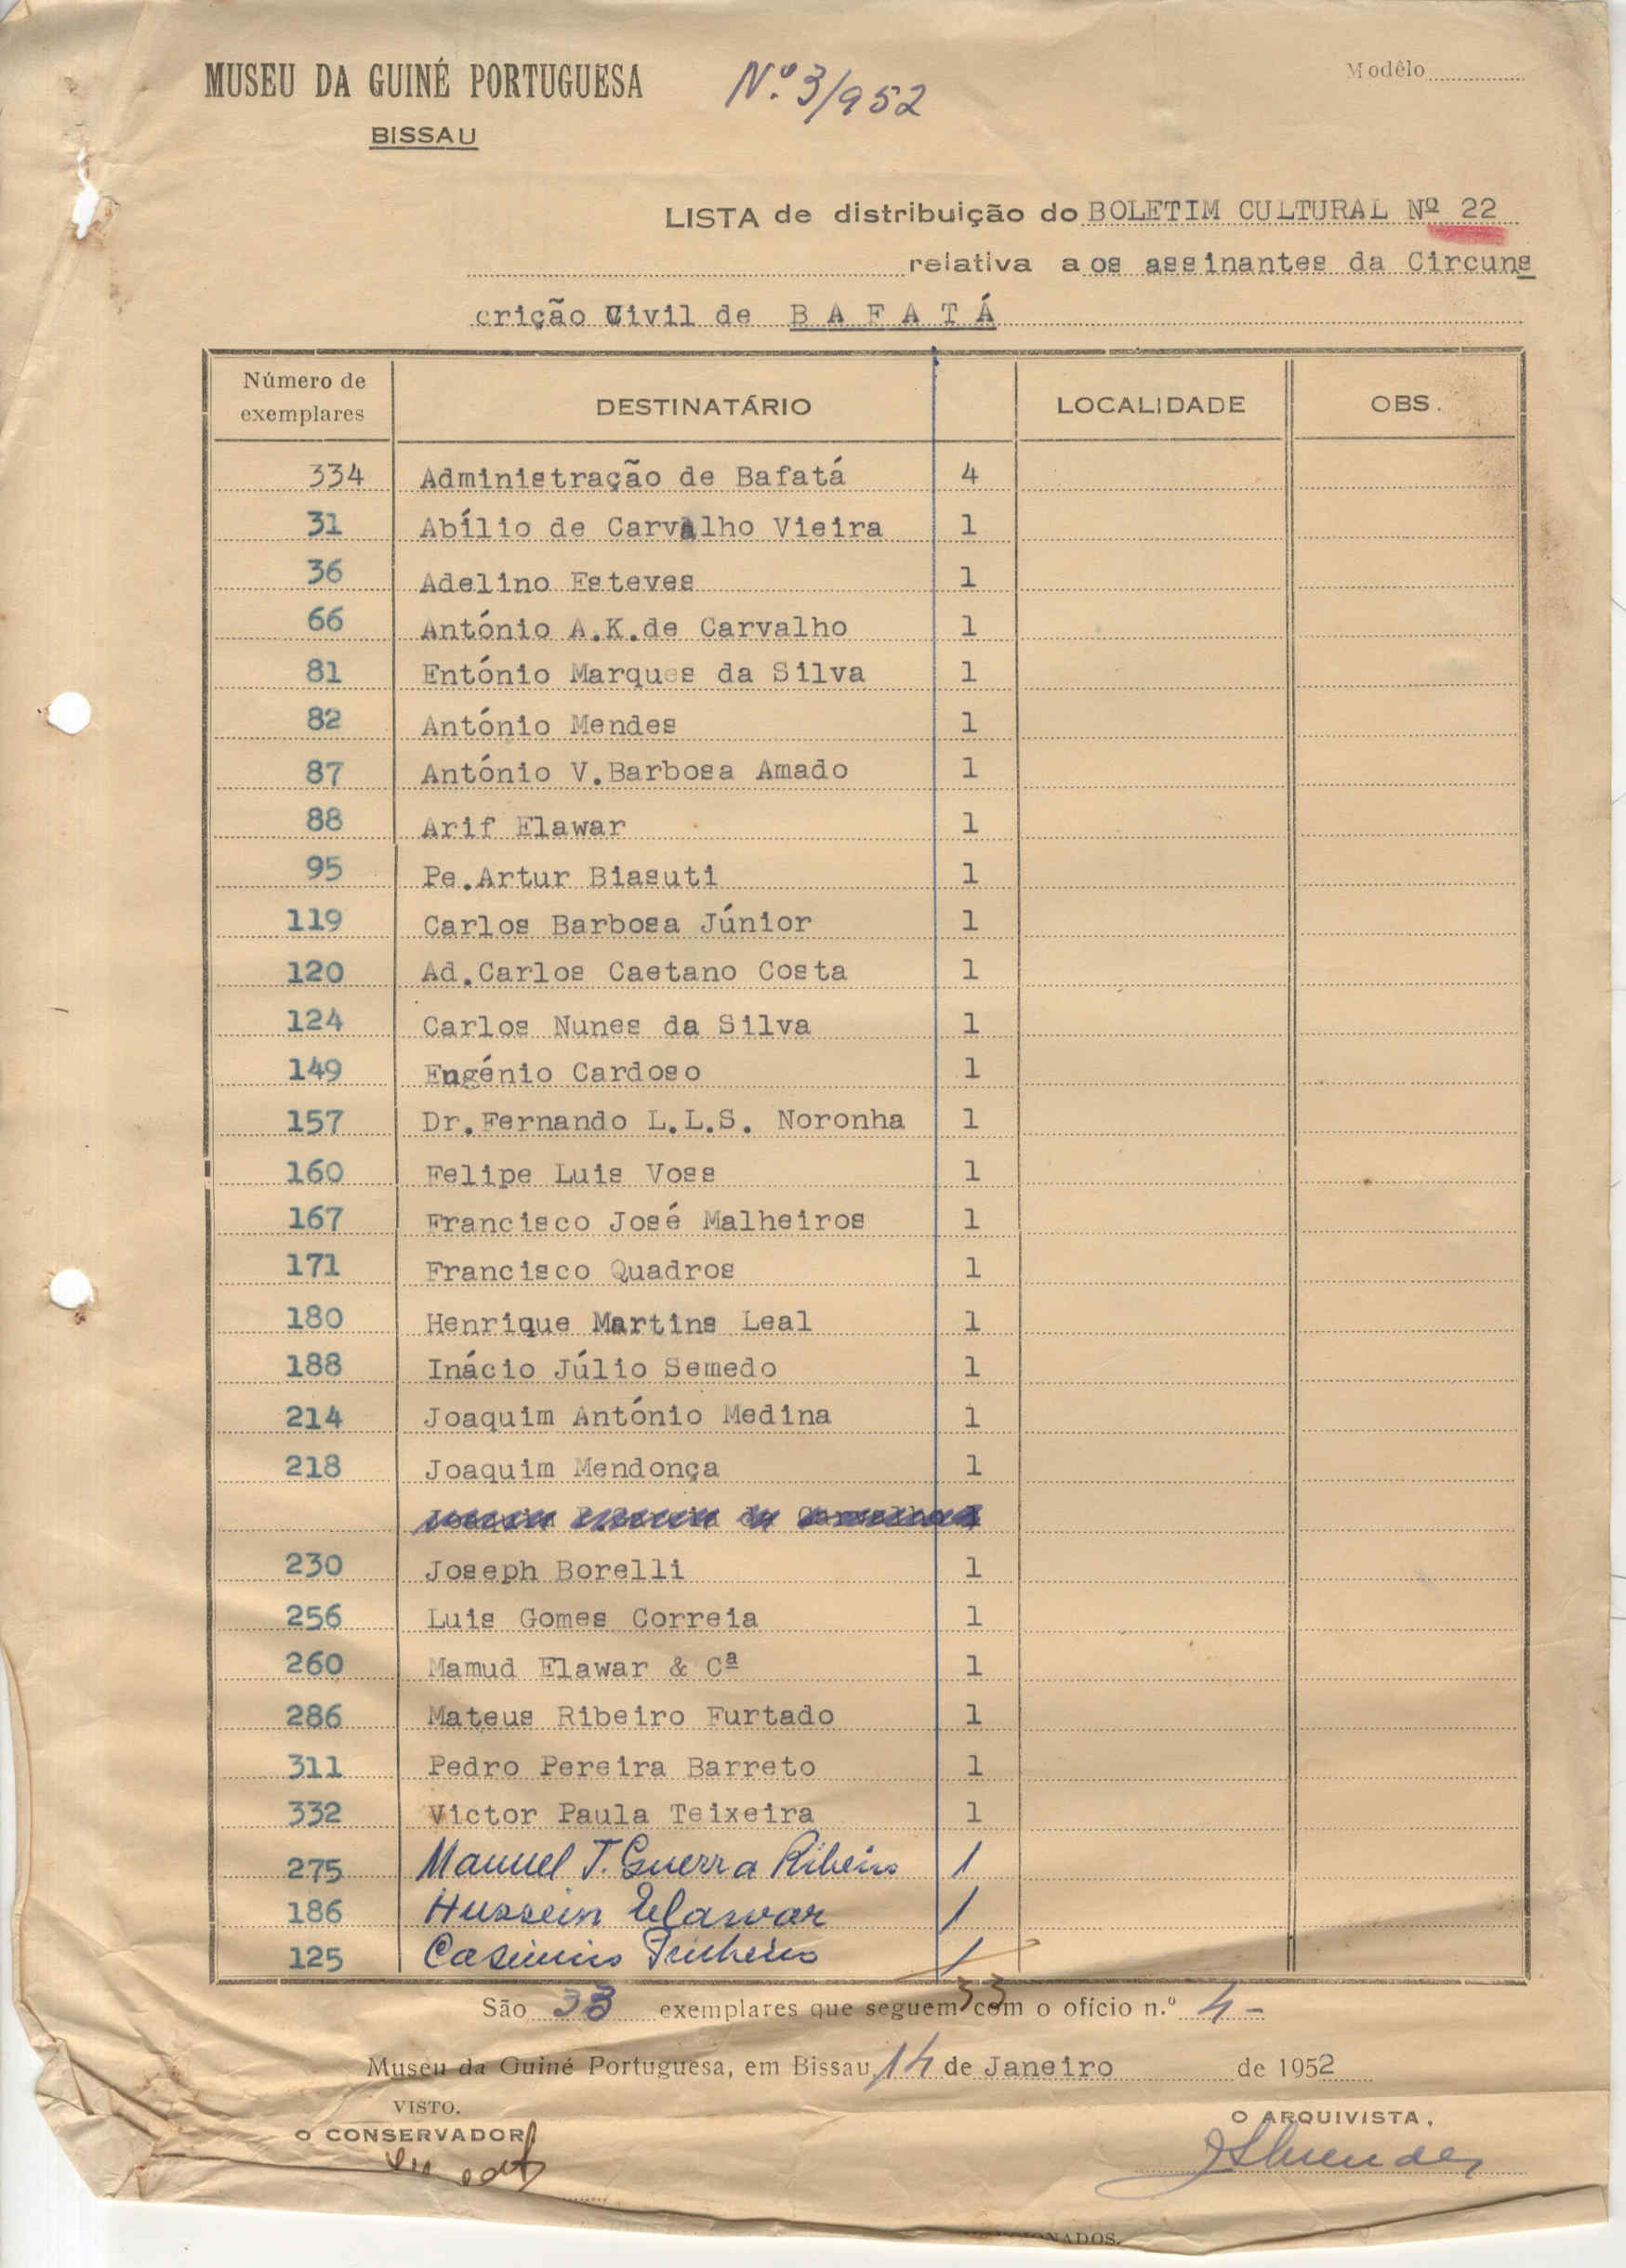 MUSEU DA GUINÉ PORTUGUESA
Nº 3/952
Modêlo
BISSAU
LISTA de distribuição do BOLETIM CULTURAL Nº 22
relativa aos assinantes da Circuns
crição Civil de BAFATÁ
Número de exemplares DESTINATÁRIO LOCALIDADE OBS.
334 Administração de Bafatá 4
31 Abílio de Carvalho Vieira 1
36 Adelino Esteves 1
66 António A.K.de Carvalho 1
81 Entónio Marques da Silva 1
82 António Mendes 1
87 António V.Barbosa Amado 1
88 Arif Elawar 1
95 Pe.Artur Biasuti 1
119 Carlos Barbosa Júnior 1
120 Ad.Carlos Caetano Costa 1
124 Carlos Nunes da Silva 1
149 Eugénio Cardoso 1
157 Dr.Fernando L.L.S. Noronha 1
160 Felipe Luis Voss 1
167 Francisco José Malheiros 1
171 Francisco Quadros 1
180 Henrique Martins Leal 1
188 Inácio Júlio Semedo 1
214 Joaquim António Medina 1
218 Joaquim Mendonça 1
230 Joseph Borelli 1
256 Luis Gomes Correia 1
260 Mamud Elawar & Cª 1
286 Mateus Ribeiro Furtado 1
311 Pedro Pereira Barreto 1
332 Victor Paula Teixeira 1
275 Manuel T. Guerra Ribeiro 1
186 Hussein Elawar 1
125 Casimiro Pinheiro 1
33
São 33 exemplares que seguem com o ofício n.º 4-
Museu da Guiné Portuguesa, em Bissau, 14 de Janeiro de 1952
VISTO.
O CONSERVADOR
O ARQUIVISTA,